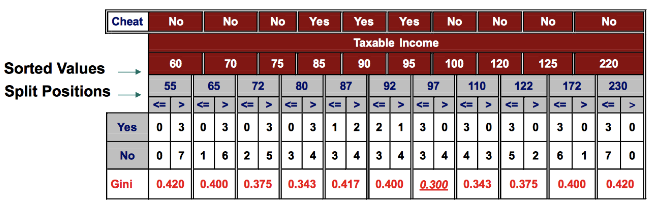 Cheat No No No Yes Yes Yes No No No No
Taxable Income
Sorted Values 60 70 75 85 90 95 100 120 125 220
Split Positions 55 65 72 80 87 92 97 110 122 172 230
<= > <= > <= > <= > <= > <= > <= > <= > <= > <= > <= >
Yes 0 3 0 3 0 3 0 3 1 2 2 1 3 0 3 0 3 0 3 0 3 0
No 0 7 1 6 2 5 3 4 3 4 3 4 3 4 4 3 5 2 6 1 7 0
Gini 0.420 0.400 0.375 0.343 0.417 0.400 0.300 0.343 0.375 0.400 0.420